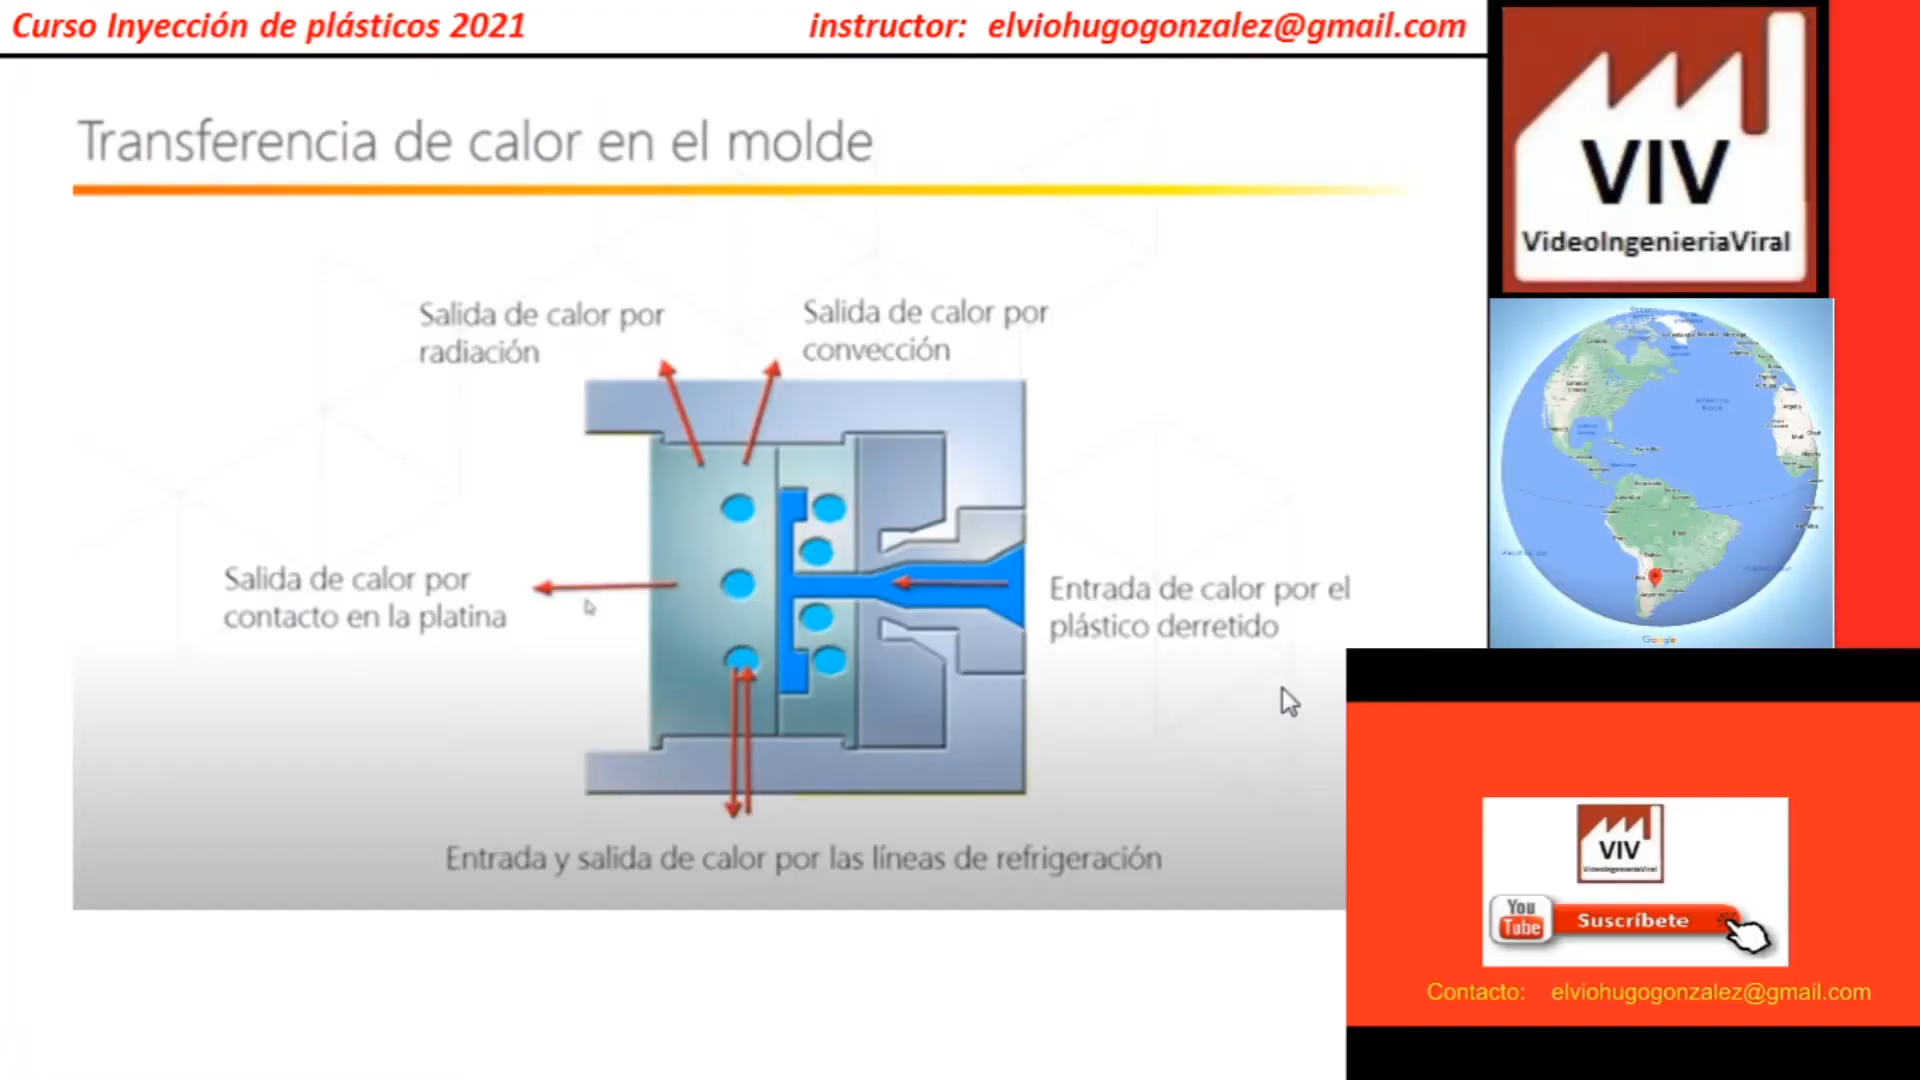 Curso Inyección de plásticos 2021
instructor: elviohugogonzalez@gmail.com
Transferencia de calor en el molde
Salida de calor por
radiación
Salida de calor por
convección
Salida de calor por
contacto en la platina
Entrada de calor por el
plástico derretido
Entrada y salida de calor por las líneas de refrigeración
VIV
VideoIngenieriaViral
Google
VIV
VideoIngenieriaViral
You
Tube
Suscríbete
Contacto: elviohugogonzalez@gmail.com